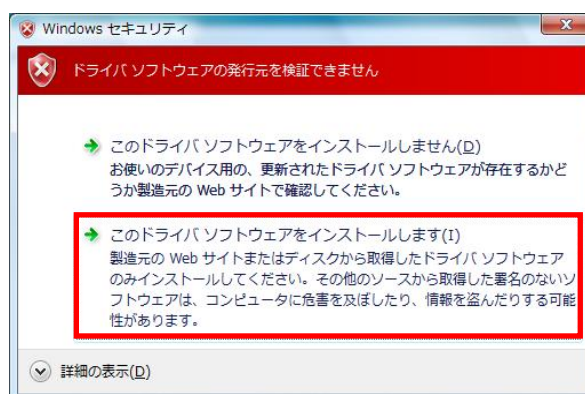 Windows セキュリティ
ドライバ ソフトウェアの発行元を検証できません
このドライバ ソフトウェアをインストールしません(D)
お使いのデバイス用の、更新されたドライバ ソフトウェアが存在するかど
うか製造元の Web サイトで確認してください。
このドライバ ソフトウェアをインストールします(I)
製造元の Web サイトまたはディスクから取得したドライバ ソフトウェア
のみインストールしてください。その他のソースから取得した署名のないソ
フトウェアは、コンピュータに危害を及ぼしたり、情報を盗んだりする可能
性があります。
詳細の表示(D)